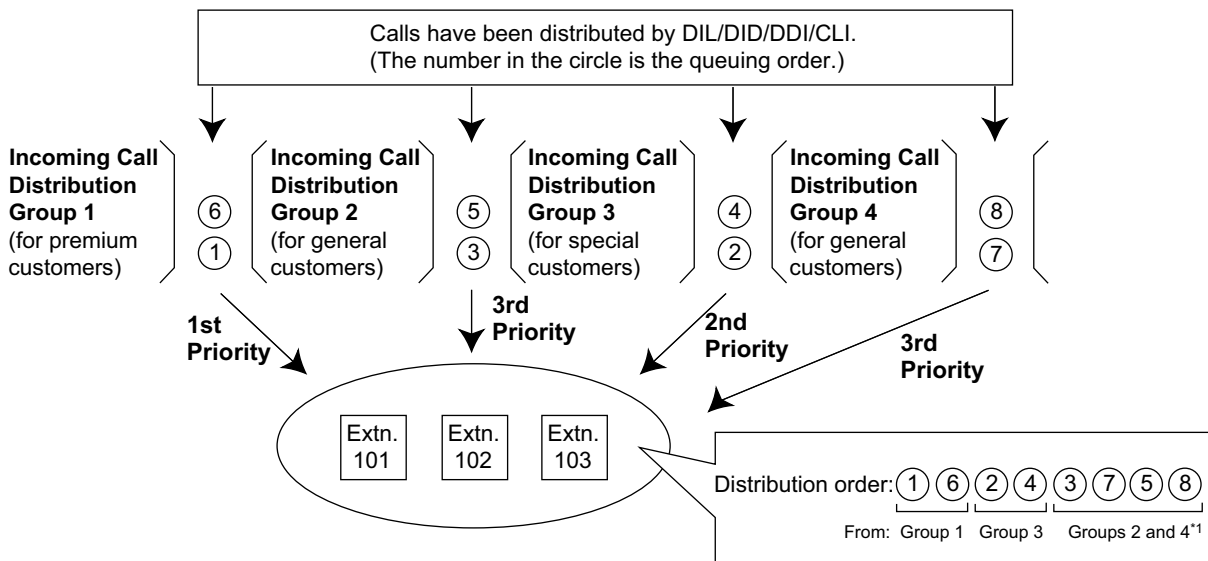 Calls have been distributed by DIL/DID/DDI/CLI.
(The number in the circle is the queuing order.)
Incoming Call
Distribution
Group 1
(for premium
customers)
6
1
Incoming Call
Distribution
Group 2
(for general
customers)
5
3
Incoming Call
Distribution
Group 3
(for special
customers)
4
2
Incoming Call
Distribution
Group 4
(for general
customers)
8
7
1st
Priority
3rd
Priority
2nd
Priority
3rd
Priority
Extn.
101
Extn.
102
Extn.
103
Distribution order: 1 6 2 4 3 7 5 8
From: Group 1 Group 3 Groups 2 and 4*1